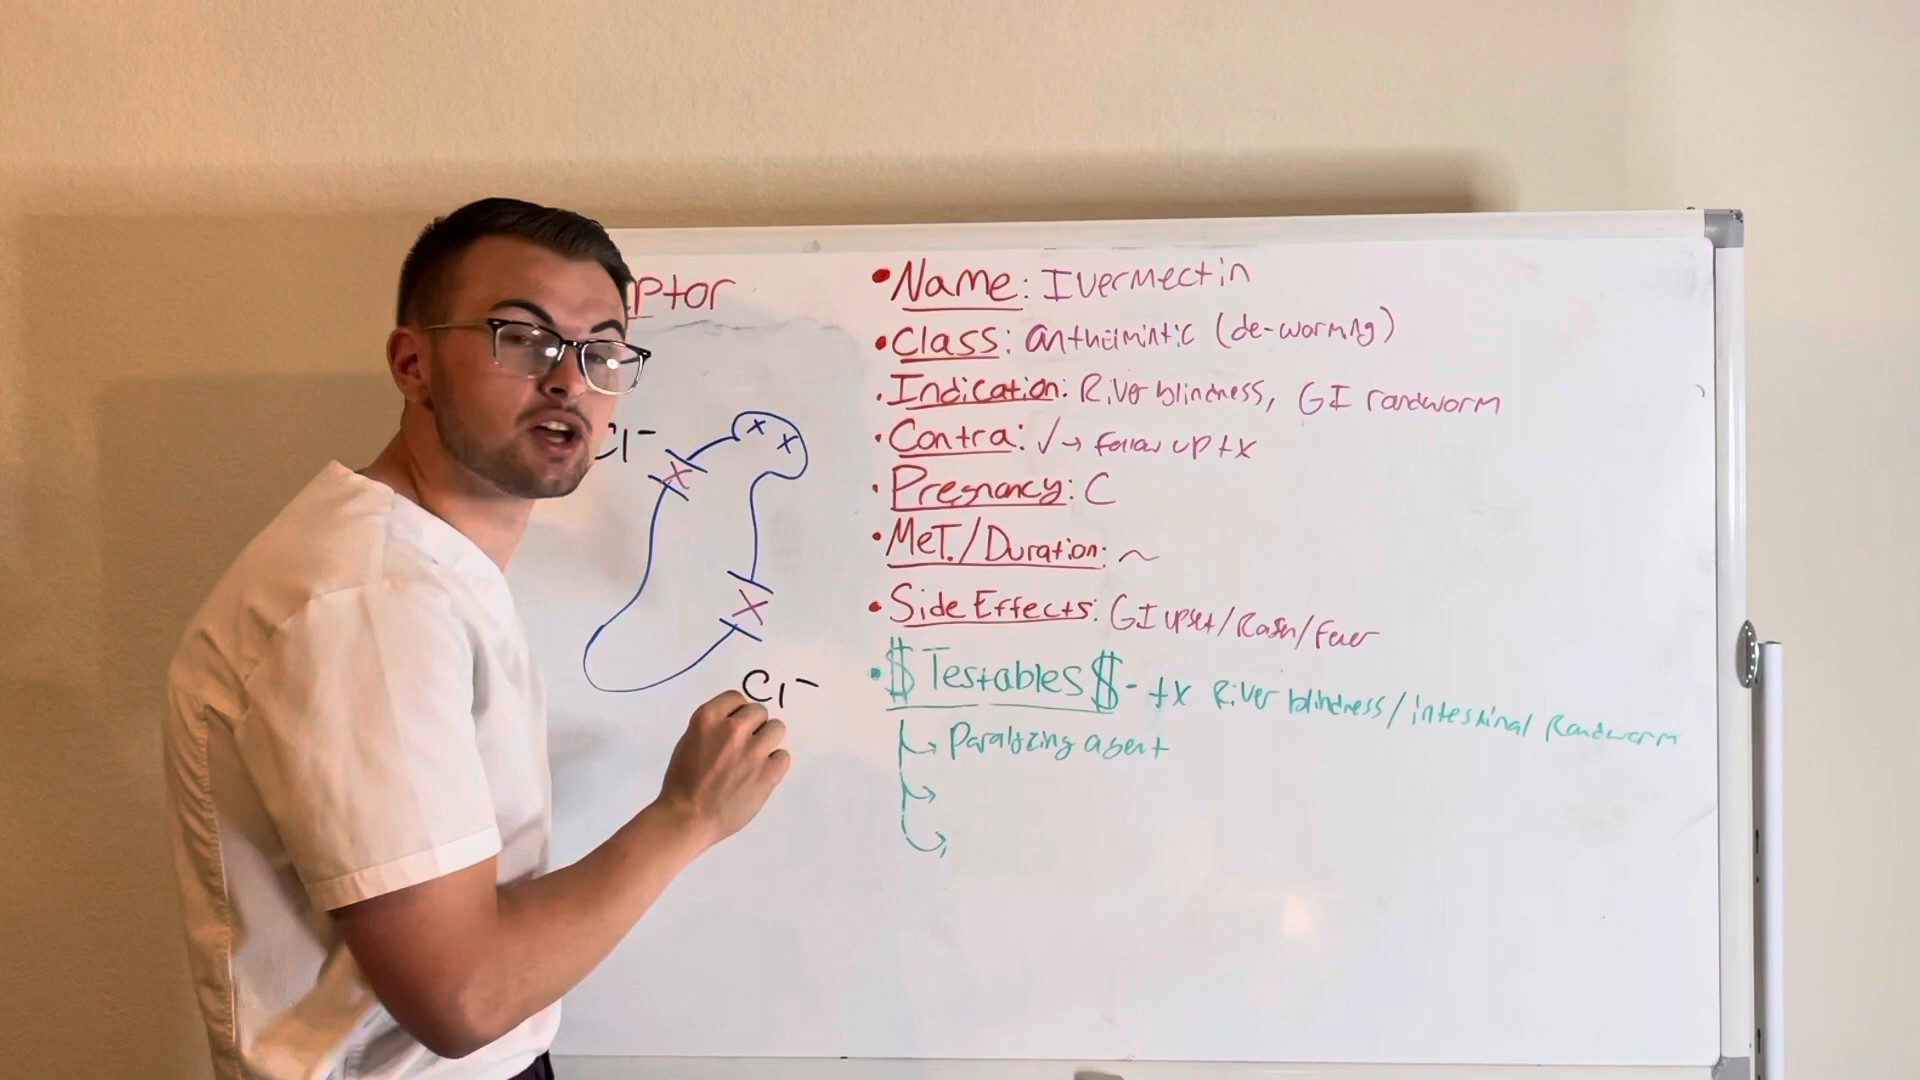 ptor
• Name: Ivermectin
• Class: anthelmintic (de-worming)
• Indication: River blindness, GI randworm
• Contra: ✓→ follow up tx
• Pregnancy: C
• Met./Duration: ~
• Side Effects: GI upset/Rash/Fever
• $ Testables $ - tx River blindness/intestinal Randworm
↳ Paralyzing agent
Cl⁻
x x
X
X
Cl⁻